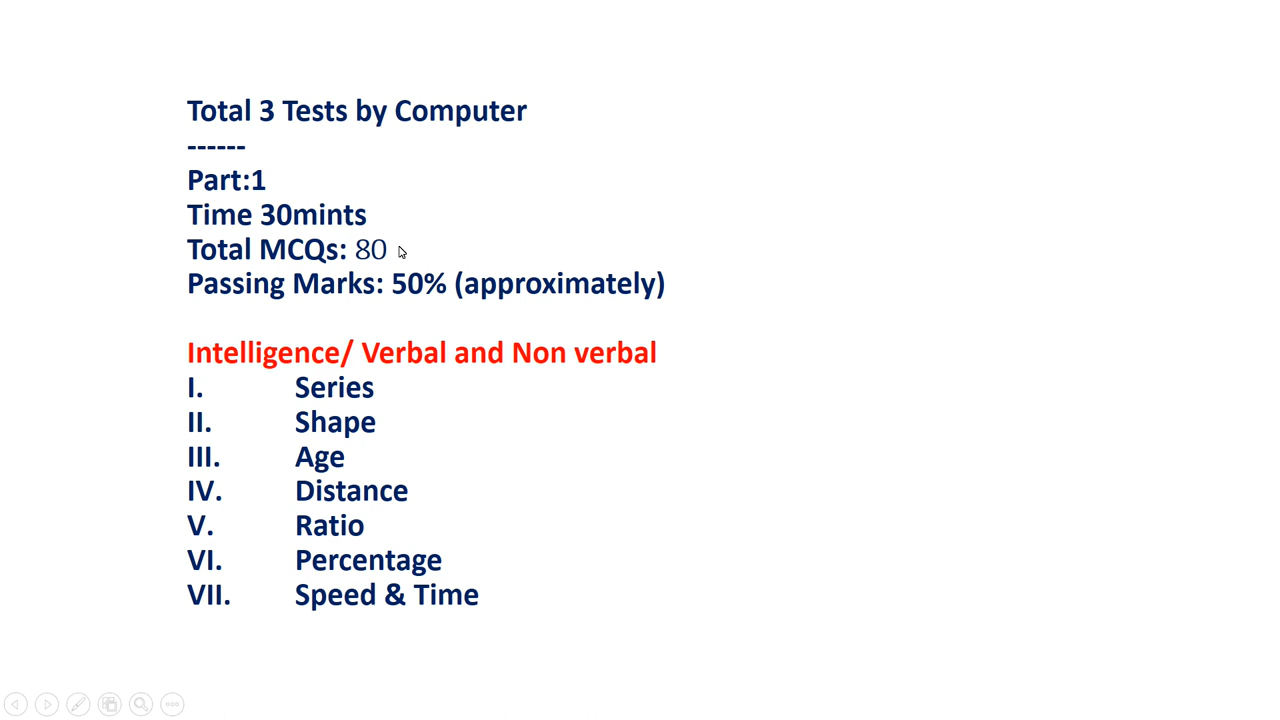 Total 3 Tests by Computer
------
Part:1
Time 30mints
Total MCQs: 80
Passing Marks: 50% (approximately)
Intelligence/ Verbal and Non verbal
I. Series
II. Shape
III. Age
IV. Distance
V. Ratio
VI. Percentage
VII. Speed & Time